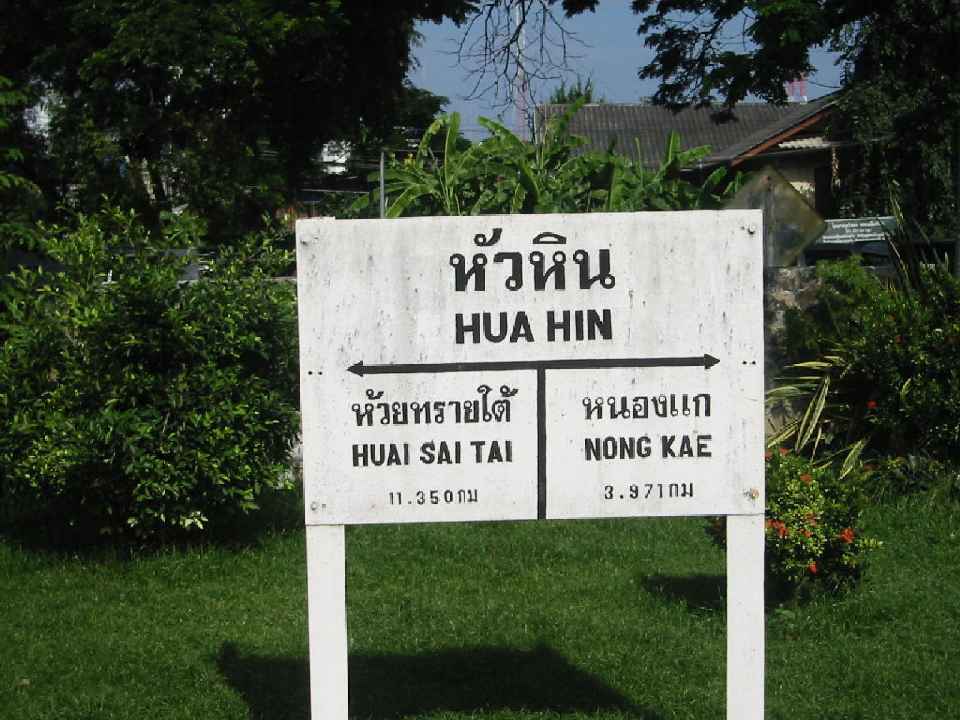 หัวหิน
HUA HIN
ห้วยทรายใต้
HUAI SAI TAI
11.350กม
หนองแก
NONG KAE
3.971กม